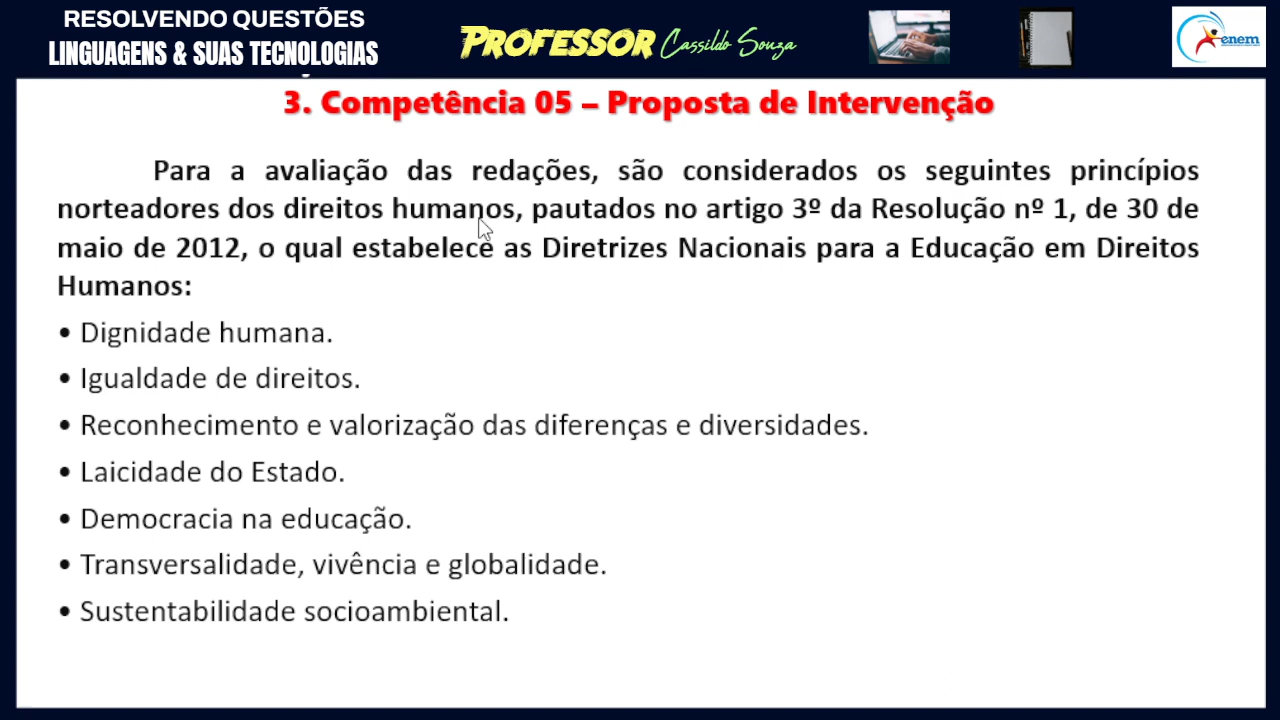 RESOLVENDO QUESTÕES
LINGUAGENS & SUAS TECNOLOGIAS
PROFESSOR Cassildo Souza
enem
3. Competência 05 – Proposta de Intervenção
Para a avaliação das redações, são considerados os seguintes princípios
norteadores dos direitos humanos, pautados no artigo 3º da Resolução nº 1, de 30 de
maio de 2012, o qual estabelece as Diretrizes Nacionais para a Educação em Direitos
Humanos:
• Dignidade humana.
• Igualdade de direitos.
• Reconhecimento e valorização das diferenças e diversidades.
• Laicidade do Estado.
• Democracia na educação.
• Transversalidade, vivência e globalidade.
• Sustentabilidade socioambiental.